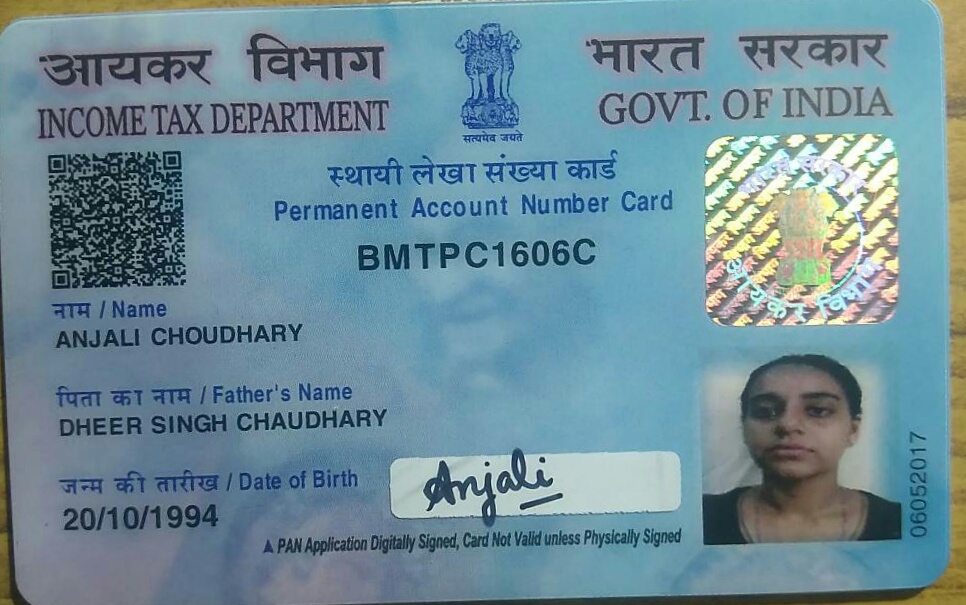 आयकर विभाग
INCOME TAX DEPARTMENT
सत्यमेव जयते
भारत सरकार
GOVT. OF INDIA
स्थायी लेखा संख्या कार्ड
Permanent Account Number Card
BMTPC1606C
नाम / Name
ANJALI CHOUDHARY
पिता का नाम / Father's Name
DHEER SINGH CHAUDHARY
जन्म की तारीख / Date of Birth
20/10/1994
Anjali
PAN Application Digitally Signed, Card Not Valid unless Physically Signed
06052017
आयकर विभाग